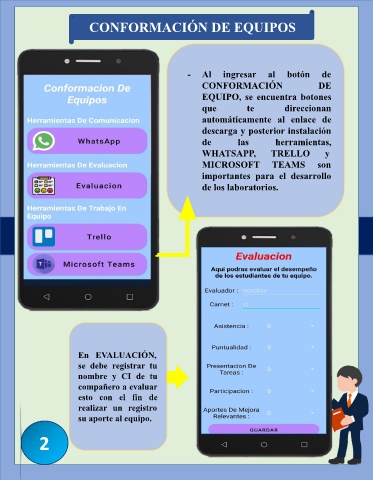 CONFORMACIÓN DE EQUIPOS
Conformacion De
Equipos
Herramientas De Comunicacion
WhatsApp
Herramientas De Evaluacion
Evaluacion
Herramientas De Trabajo En
Equipo
Trello
Microsoft Teams
- Al ingresar al botón de
CONFORMACIÓN DE
EQUIPO, se encuentra botones
que te direccionan
automáticamente al enlace de
descarga y posterior instalación
de las herramientas,
WHATSAPP, TRELLO y
MICROSOFT TEAMS son
importantes para el desarrollo
de los laboratorios.
Evaluacion
Aqui podras evaluar el desempeño
de los estudiantes de tu equipo.
Evaluador : nombre
Carnet : ci
Asistencia : 0
Puntualidad : 0
Presentacion De
Tareas : 0
Participacion : 0
Aportes De Mejora
Relevantes : 0
GUARDAR
En EVALUACIÓN,
se debe registrar tu
nombre y CI de tu
compañero a evaluar
esto con el fin de
realizar un registro
su aporte al equipo.
2